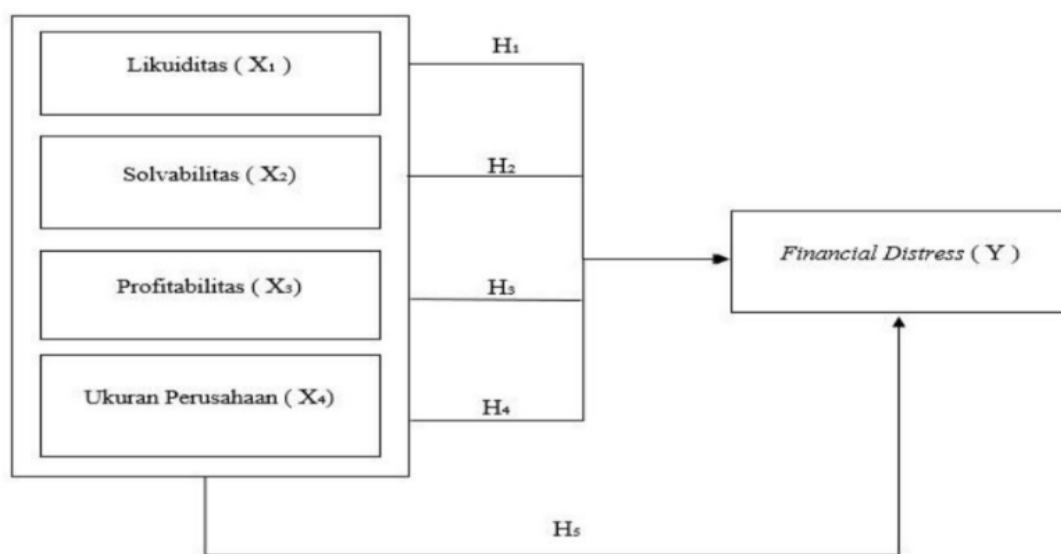 H₁
Likuiditas ( X₁ )
H₂
Solvabilitas ( X₂)
Financial Distress ( Y )
Profitabilitas ( X₃)
H₃
Ukuran Perusahaan ( X₄)
H₄
H₅